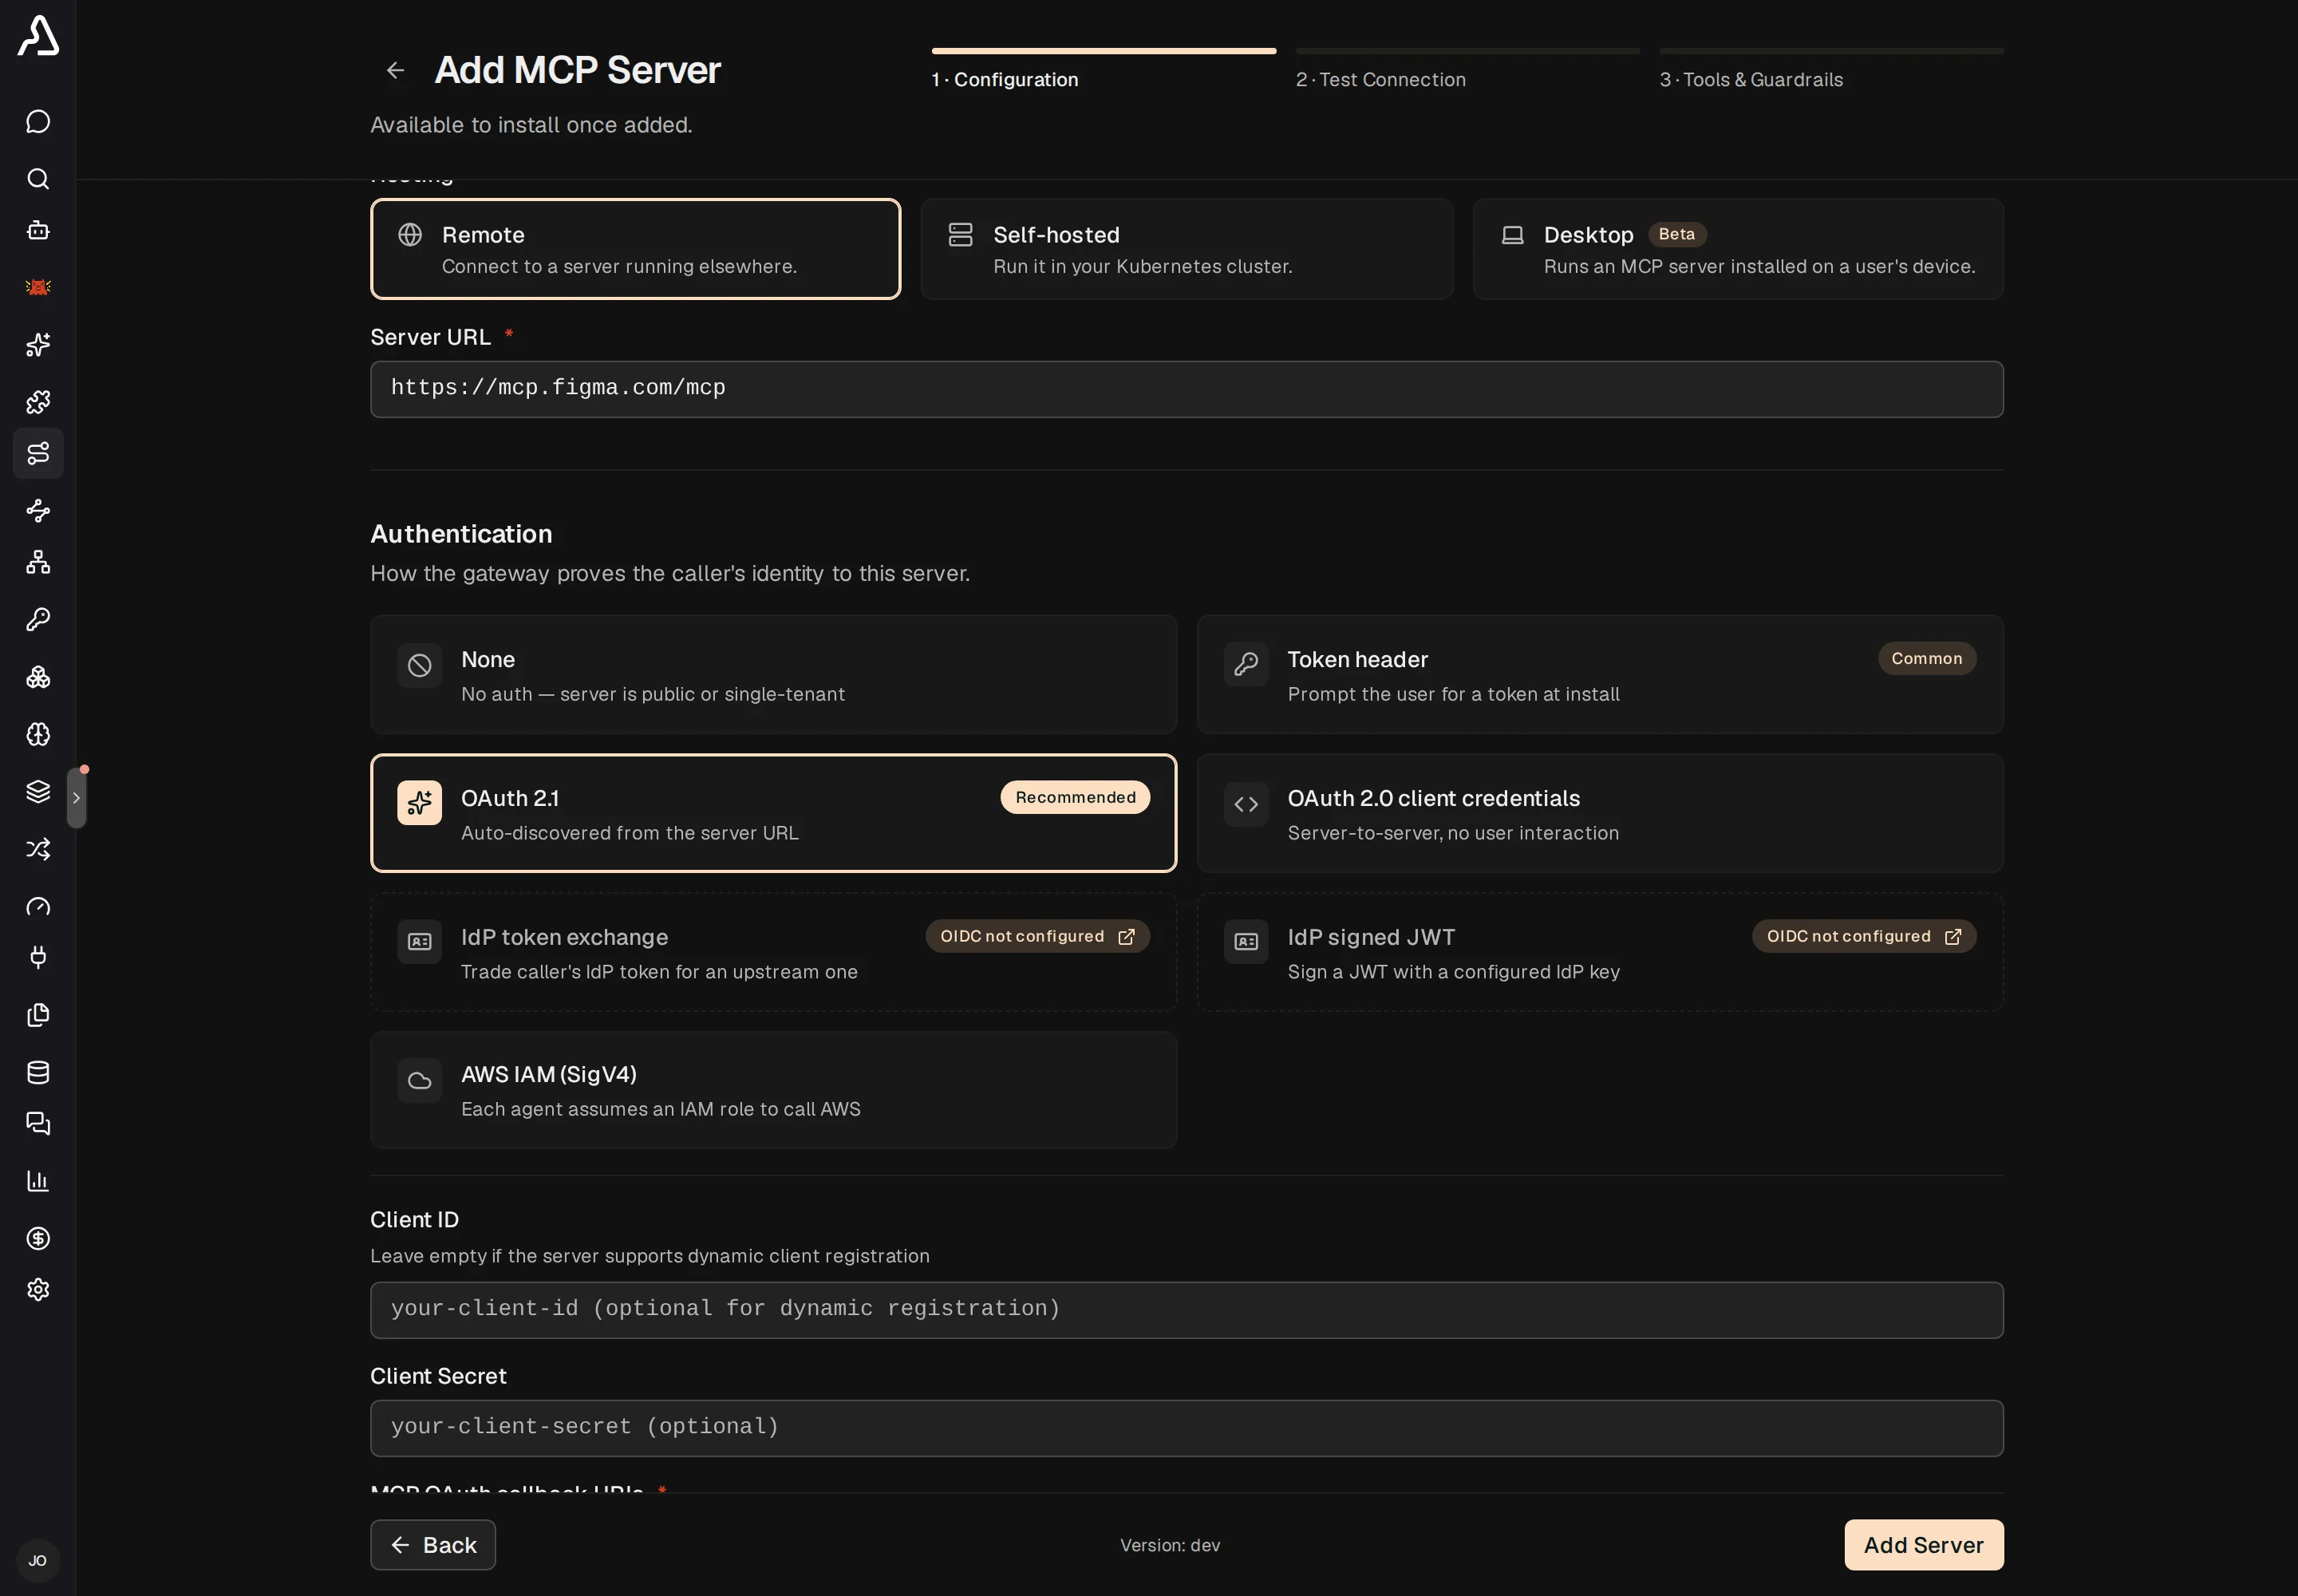 Add MCP Server
Available to install once added.
1 · Configuration
2 · Test Connection
3 · Tools & Guardrails
Hosting
Remote
Connect to a server running elsewhere.
Self-hosted
Run it in your Kubernetes cluster.
Desktop Beta
Runs an MCP server installed on a user's device.
Server URL *
https://mcp.figma.com/mcp
Authentication
How the gateway proves the caller's identity to this server.
None
No auth — server is public or single-tenant
Token header Common
Prompt the user for a token at install
OAuth 2.1 Recommended
Auto-discovered from the server URL
OAuth 2.0 client credentials
Server-to-server, no user interaction
IdP token exchange OIDC not configured
Trade caller's IdP token for an upstream one
IdP signed JWT OIDC not configured
Sign a JWT with a configured IdP key
AWS IAM (SigV4)
Each agent assumes an IAM role to call AWS
Client ID
Leave empty if the server supports dynamic client registration
your-client-id (optional for dynamic registration)
Client Secret
your-client-secret (optional)
MCP OAuth callback URLs *
Back
Version: dev
Add Server
JO